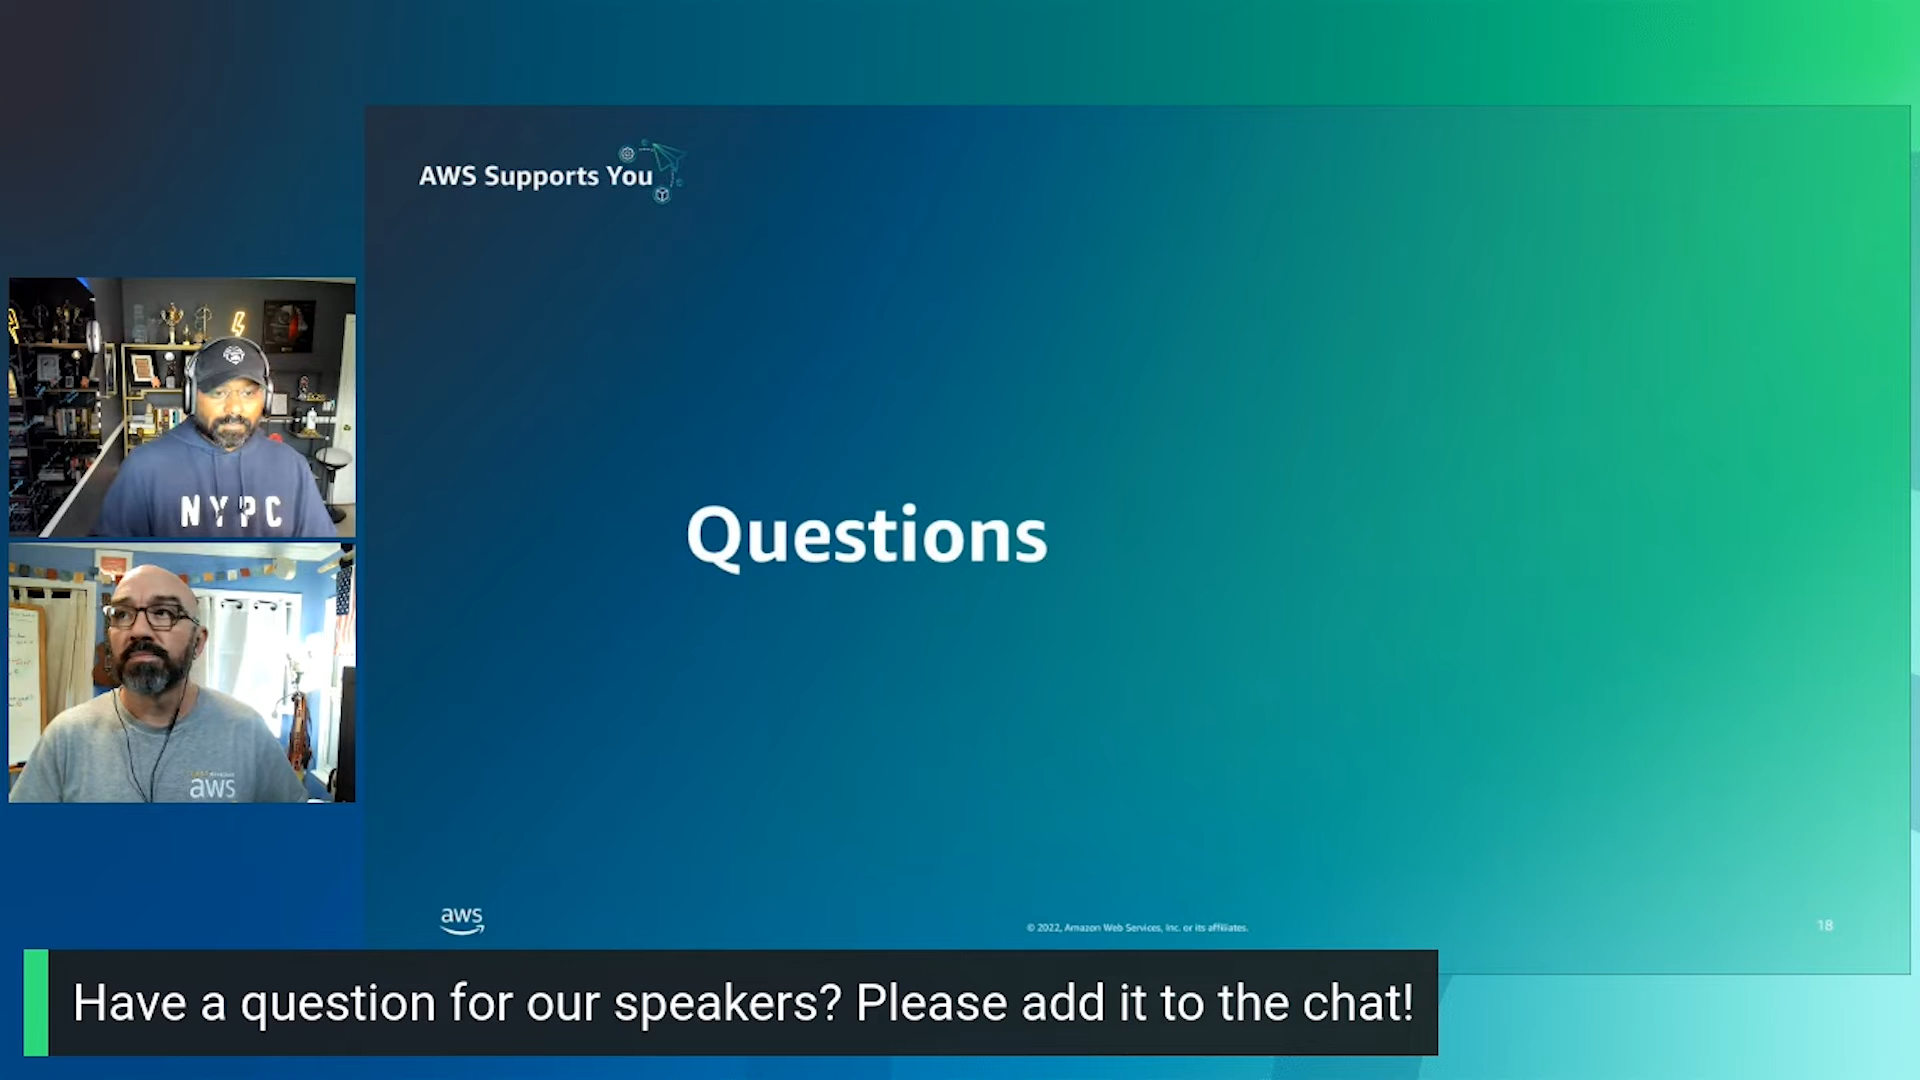 AWS Supports You
NYPC
aws
Questions
aws
© 2022, Amazon Web Services, Inc. or its affiliates.
18
Have a question for our speakers? Please add it to the chat!